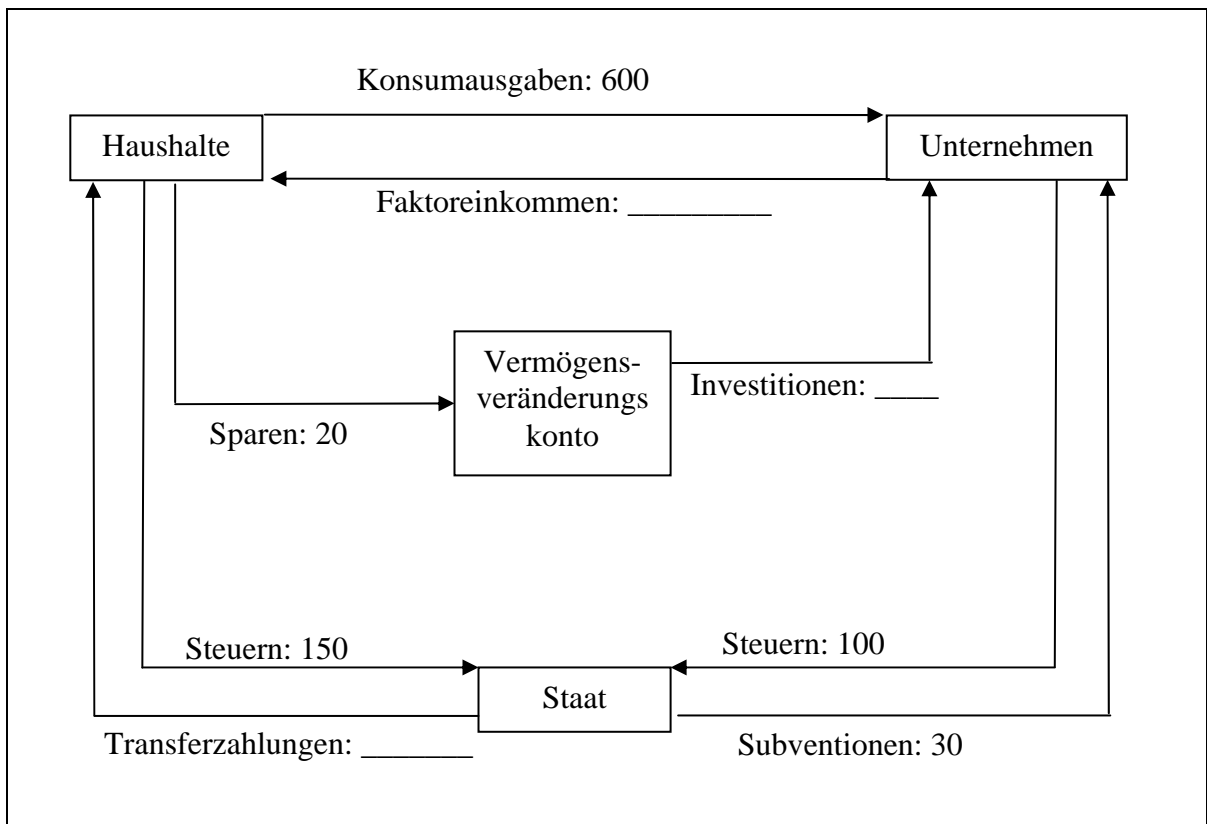 Konsumausgaben: 600
Haushalte
Unternehmen
Faktoreinkommen: _________
Vermögens-
veränderungs
konto
Investitionen: ____
Sparen: 20
Steuern: 150
Steuern: 100
Staat
Transferzahlungen: _______
Subventionen: 30